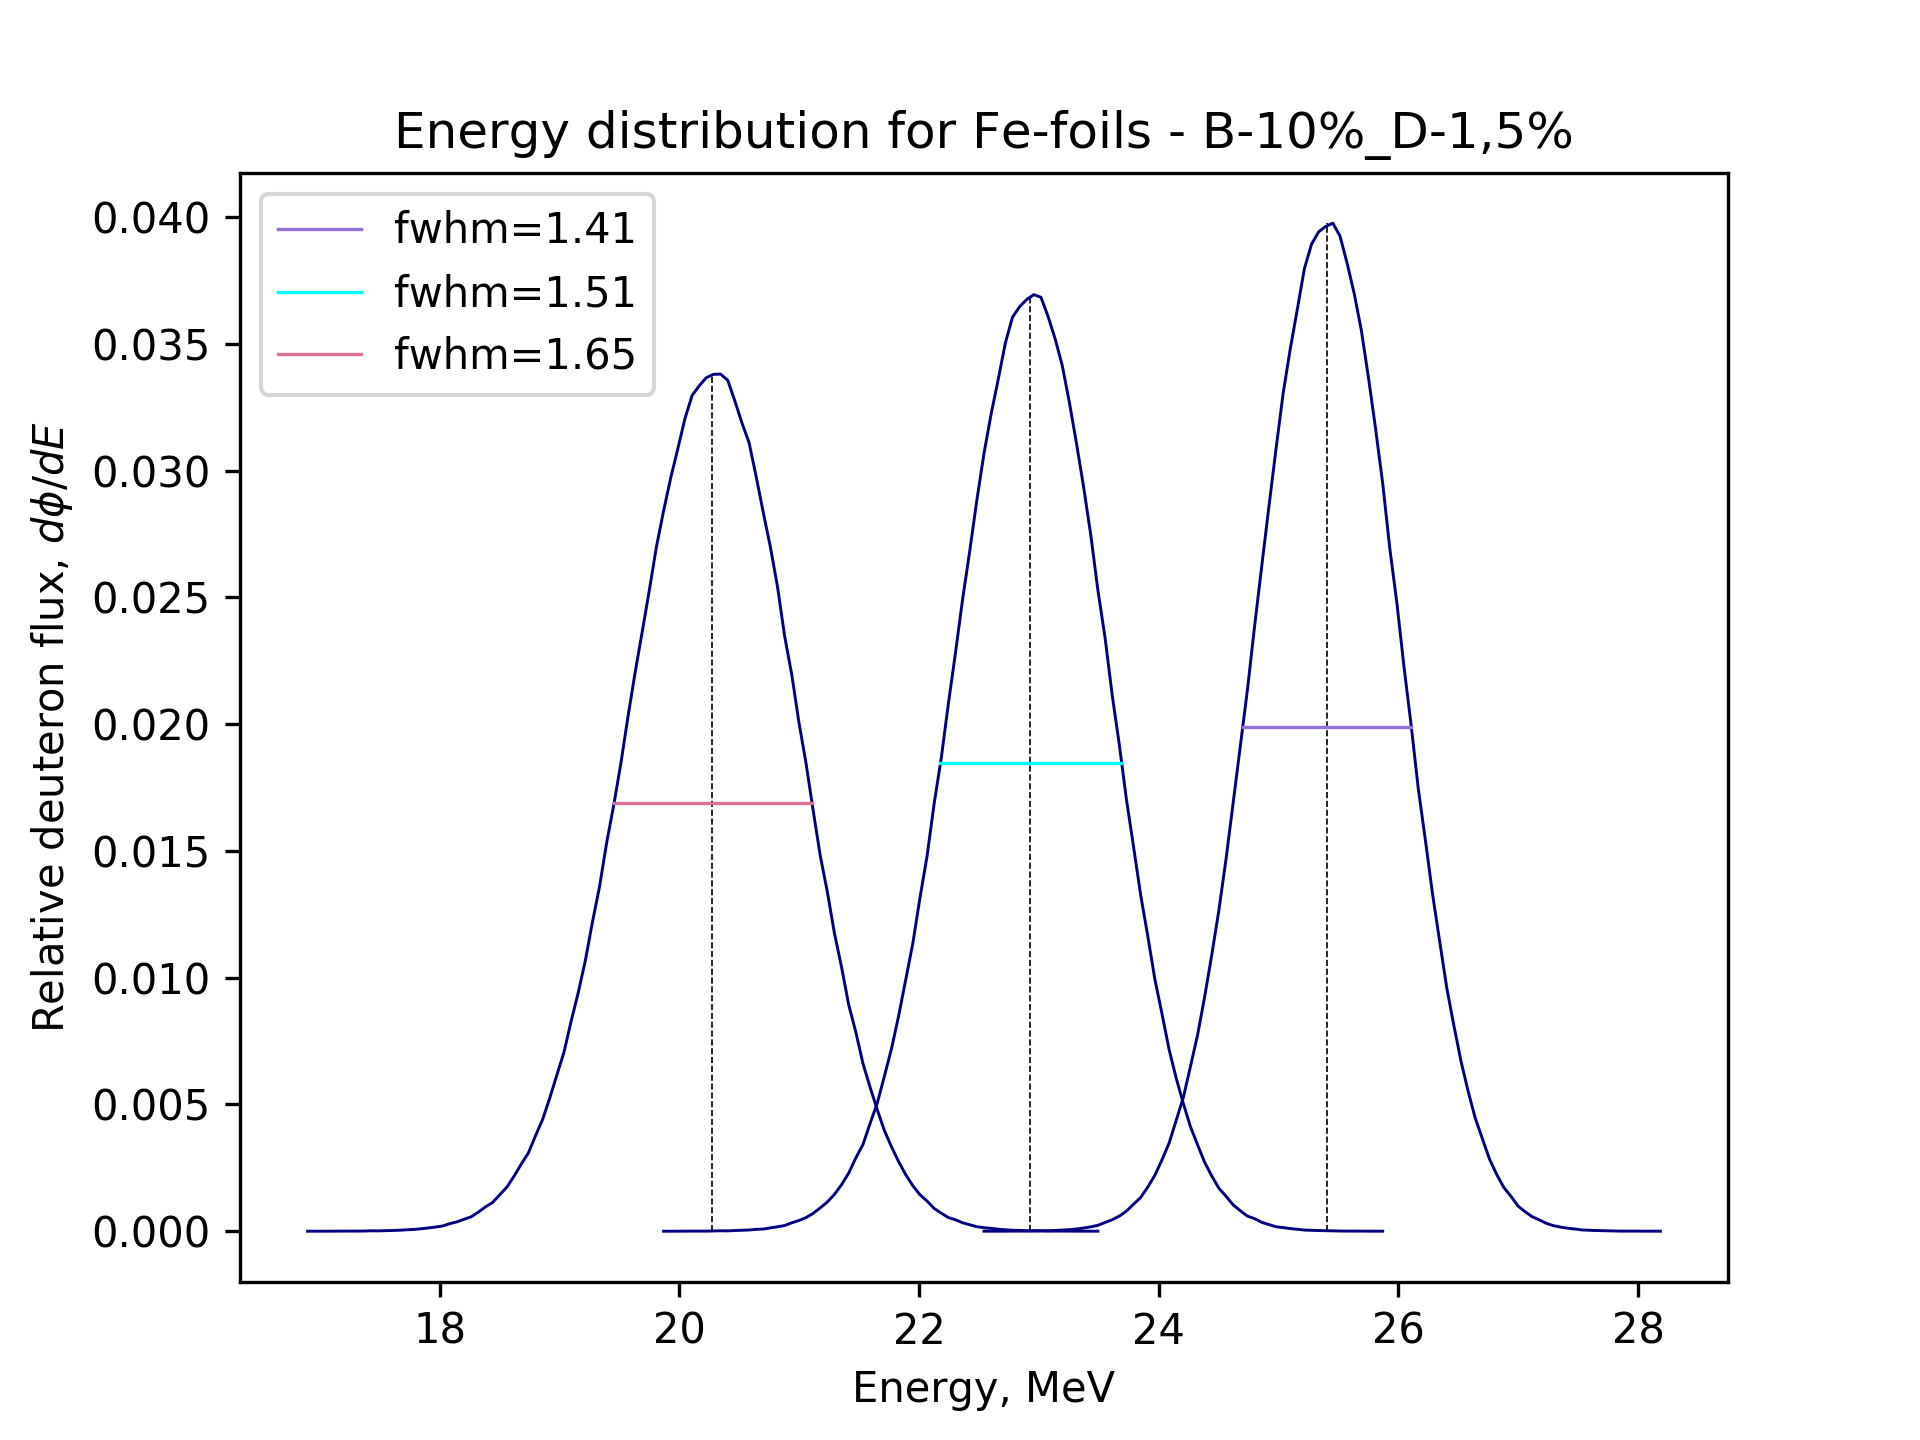 Energy distribution for Fe-foils - B-10%_D-1,5%
fwhm=1.41
fwhm=1.51
fwhm=1.65
Relative deuteron flux, dϕ/dE
0.040
0.035
0.030
0.025
0.020
0.015
0.010
0.005
0.000
18 20 22 24 26 28
Energy, MeV